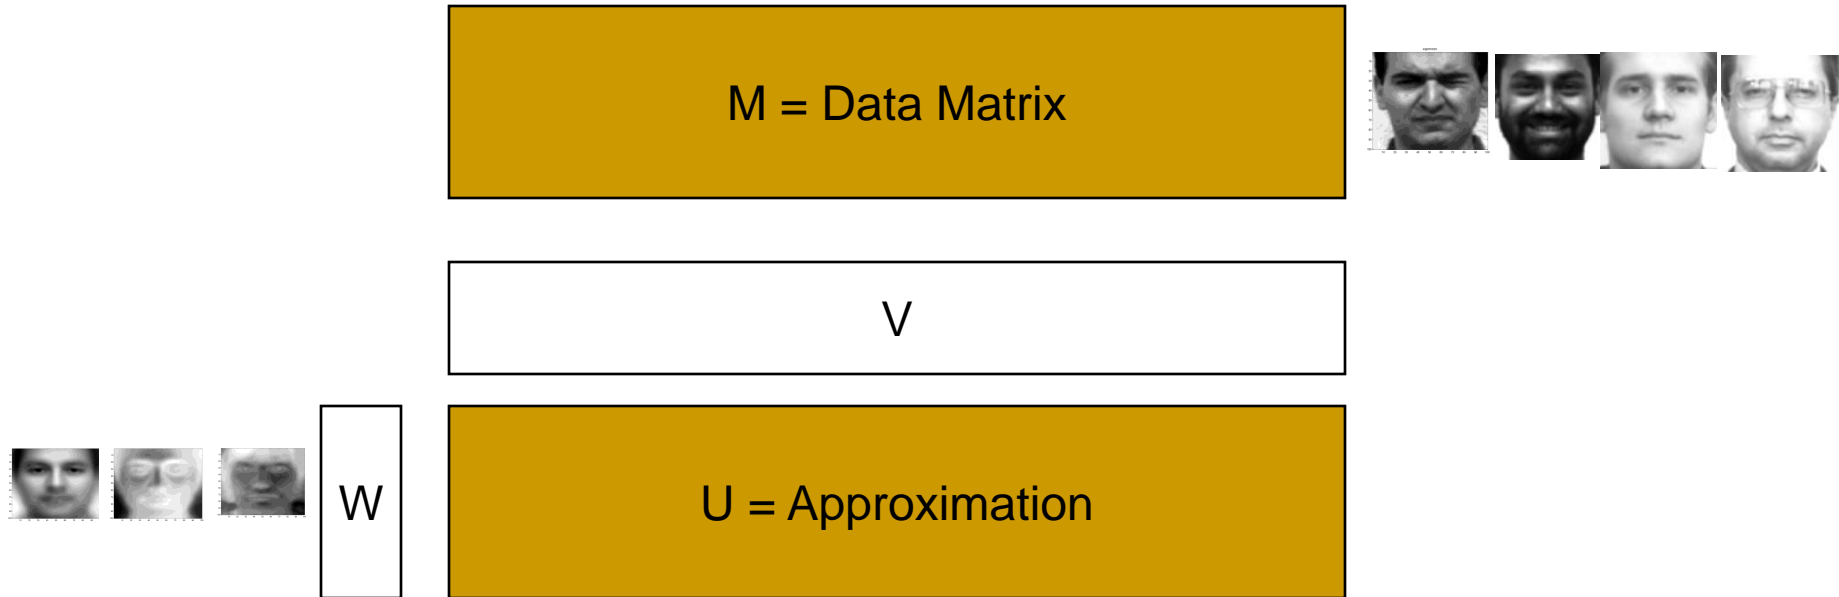 M = Data Matrix
V
W
U = Approximation